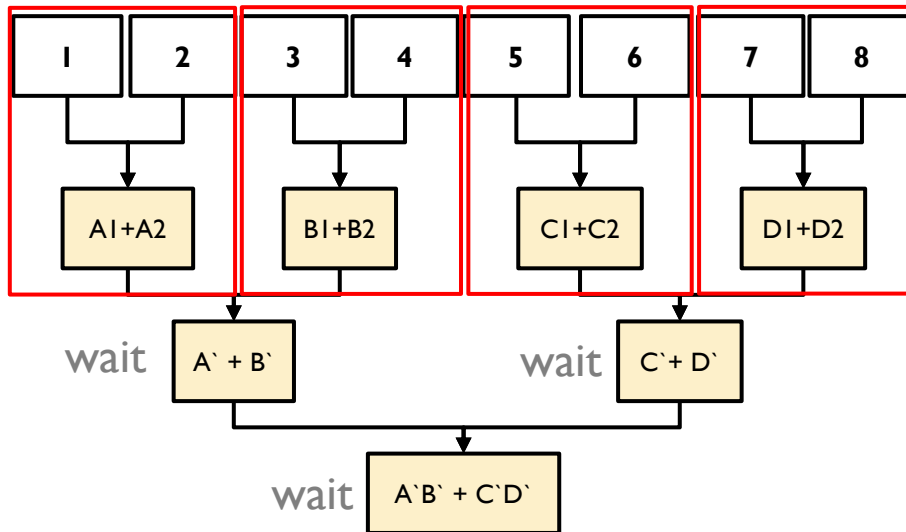 1 2 3 4 5 6 7 8
A1+A2 B1+B2 C1+C2 D1+D2
wait A` + B` wait C`+ D`
wait A`B` + C`D`